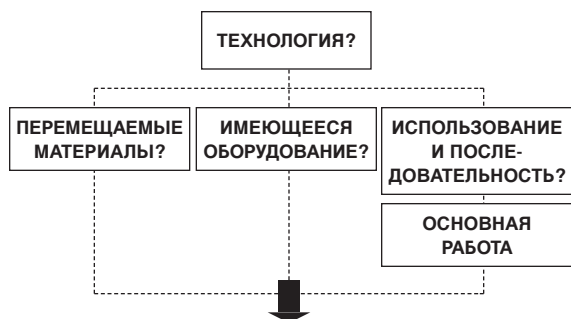 ТЕХНОЛОГИЯ?
ПЕРЕМЕЩАЕМЫЕ
МАТЕРИАЛЫ?
ИМЕЮЩЕЕСЯ
ОБОРУДОВАНИЕ?
ИСПОЛЬЗОВАНИЕ
И ПОСЛЕ-
ДОВАТЕЛЬНОСТЬ?
ОСНОВНАЯ
РАБОТА